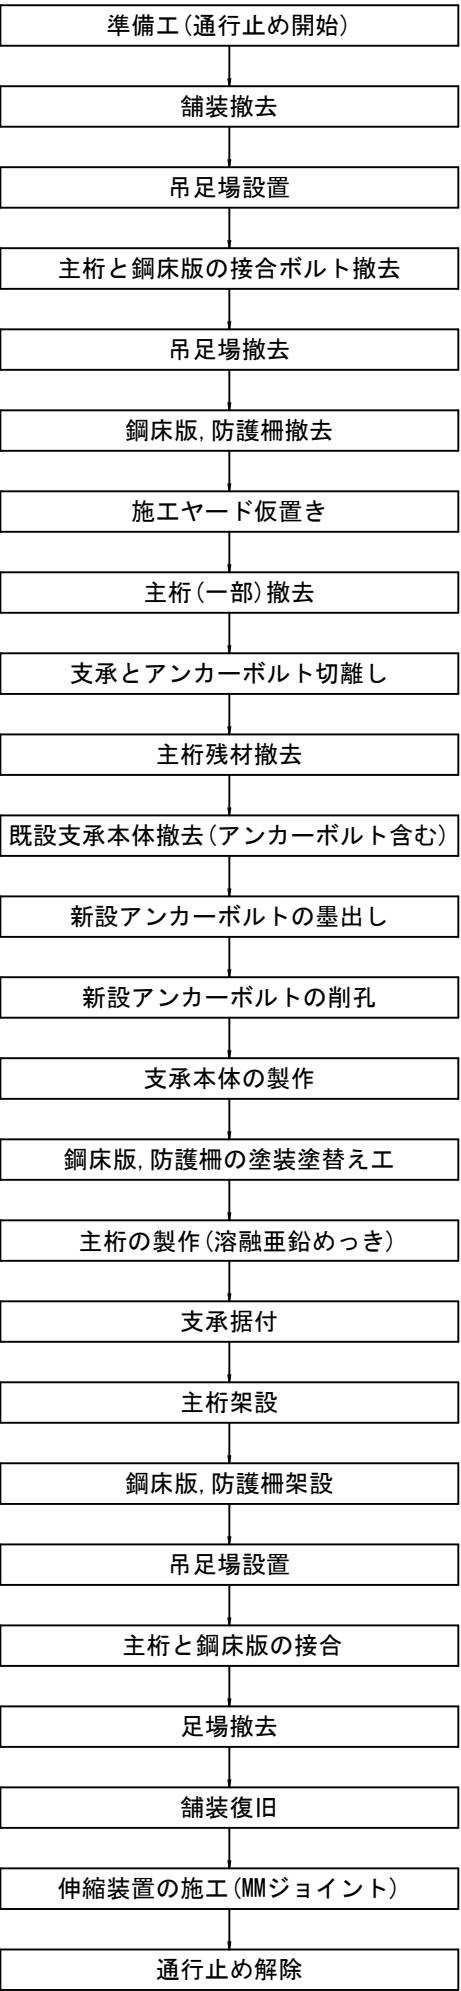 準備工(通行止め開始)
舗装撤去
吊足場設置
主桁と鋼床版の接合ボルト撤去
吊足場撤去
鋼床版,防護柵撤去
施工ヤード仮置き
主桁(一部)撤去
支承とアンカーボルト切離し
主桁残材撤去
既設支承本体撤去(アンカーボルト含む)
新設アンカーボルトの墨出し
新設アンカーボルトの削孔
支承本体の製作
鋼床版,防護柵の塗装塗替え工
主桁の製作(溶融亜鉛めっき)
支承据付
主桁架設
鋼床版,防護柵架設
吊足場設置
主桁と鋼床版の接合
足場撤去
舗装復旧
伸縮装置の施工(MMジョイント)
通行止め解除